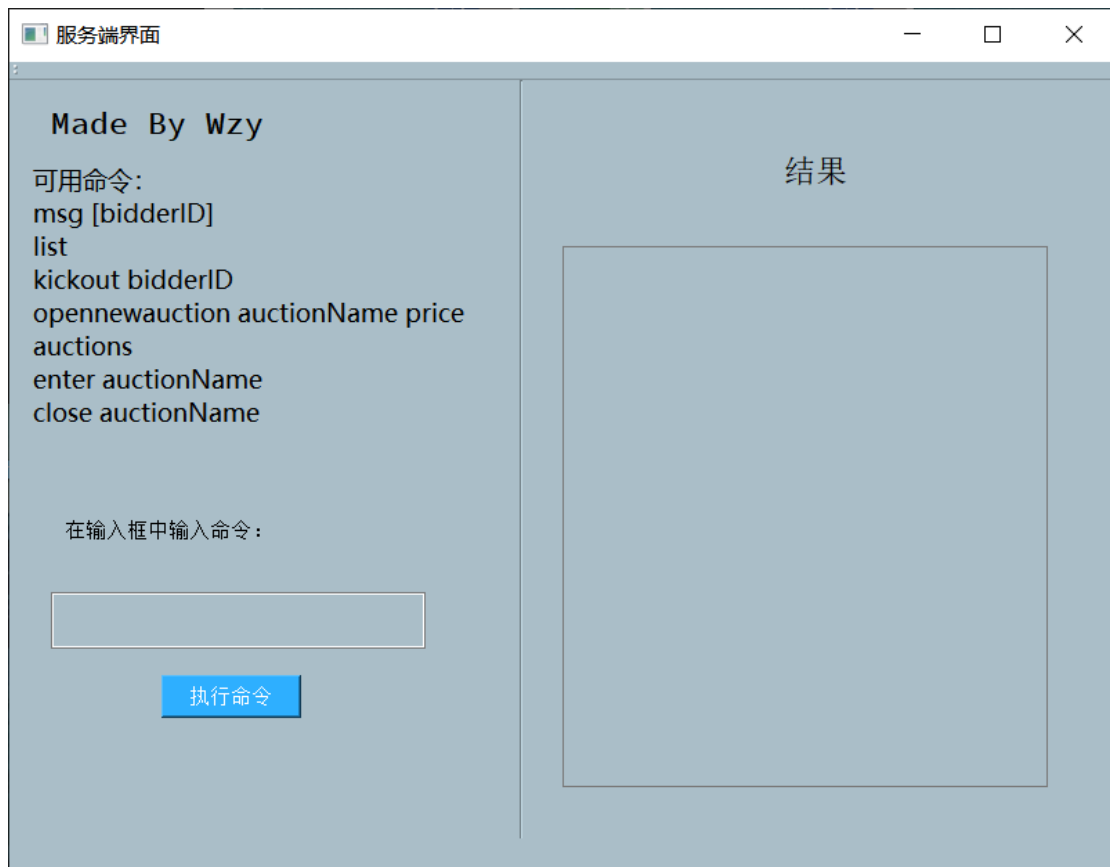 服务端界面
Made By Wzy
可用命令:
msg [bidderID]
list
kickout bidderID
opennewauction auctionName price
auctions
enter auctionName
close auctionName
在输入框中输入命令：
执行命令
结果